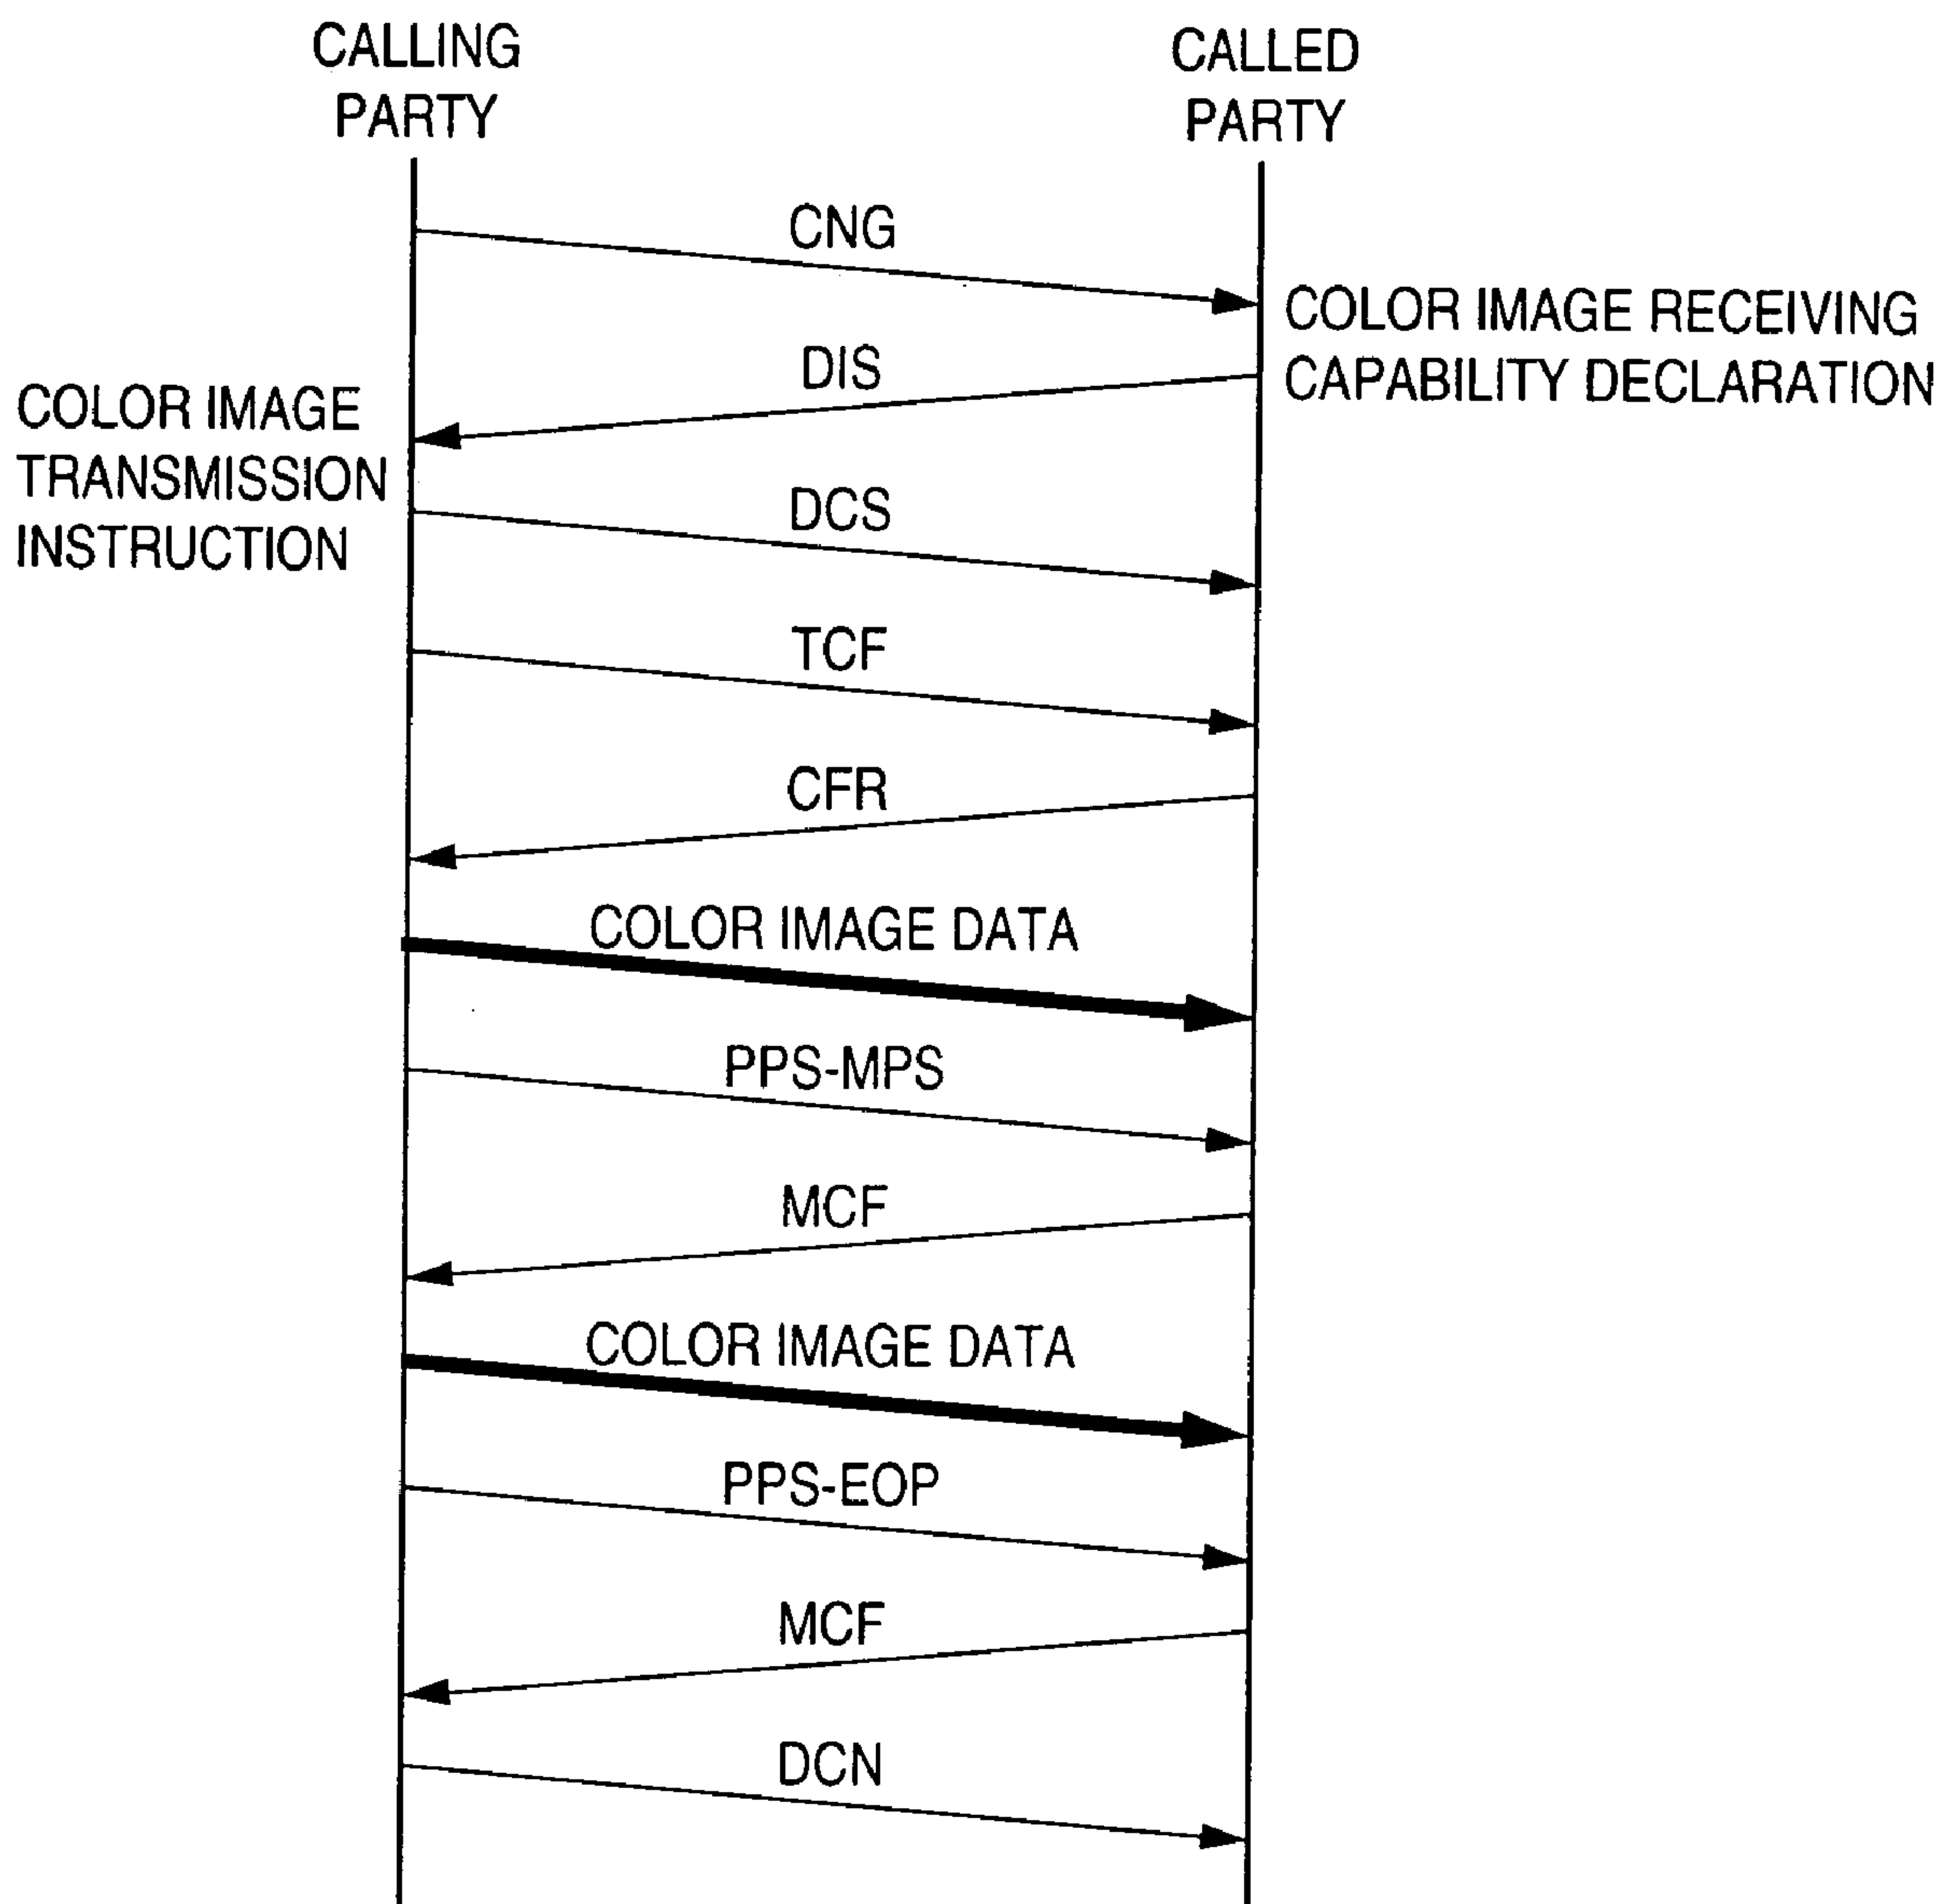 CALLING
PARTY
CALLED
PARTY
CNG
COLOR IMAGE RECEIVING
CAPABILITY DECLARATION
DIS
COLOR IMAGE
TRANSMISSION
INSTRUCTION
DCS
TCF
CFR
COLOR IMAGE DATA
PPS-MPS
MCF
COLOR IMAGE DATA
PPS-EOP
MCF
DCN